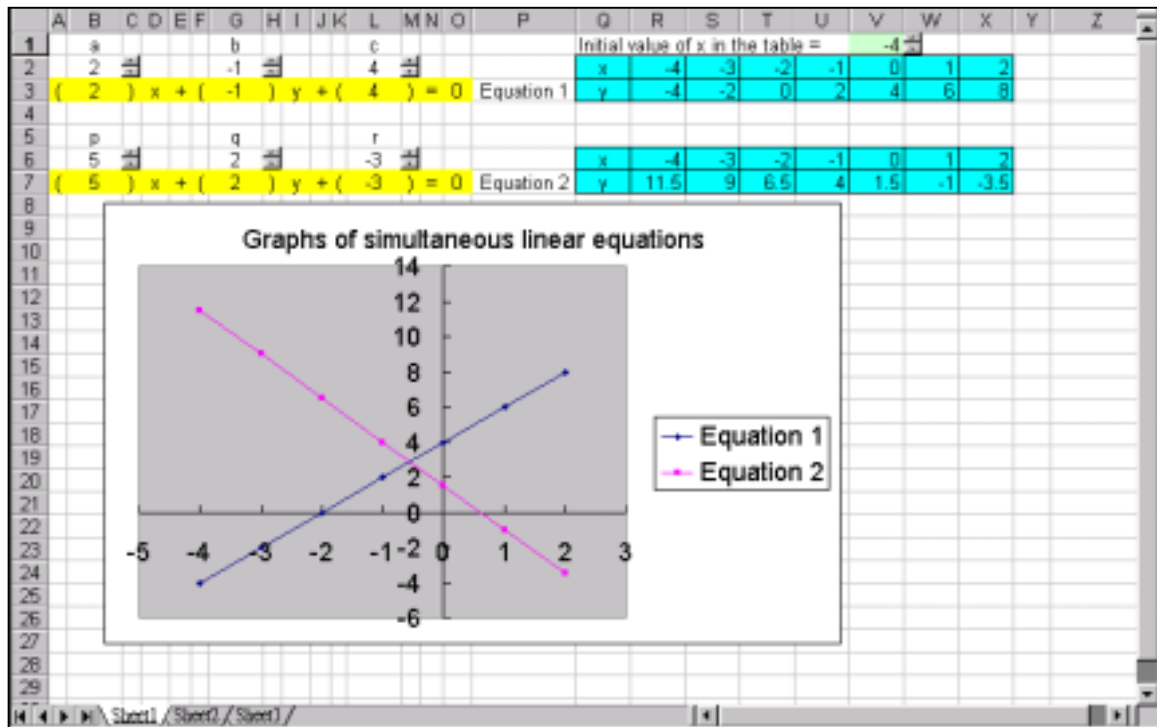 A B C D E F G H I J K L M N O P Q R S T U V W X Y Z
1 a b c Initial value of x in the table = -4
2 2 -1 4 x -4 -3 -2 -1 0 1 2
3 ( 2 ) x + ( -1 ) y + ( 4 ) = 0 Equation 1 y -4 -2 0 2 4 6 8
4
5 p q r
6 5 2 -3 x -4 -3 -2 -1 0 1 2
7 ( 5 ) x + ( 2 ) y + ( -3 ) = 0 Equation 2 y 11.5 9 6.5 4 1.5 -1 -3.5
8
9
10
11
12
13
14
15
16
17
18
19
20
21
22
23
24
25
26
27
28
29
Graphs of simultaneous linear equations
14
12
10
8
6
4
2
0
-2
-4
-6
-5 -4 -3 -2 -1 0 1 2 3
Equation 1
Equation 2
Sheet1 / Sheet2 / Sheet3 /